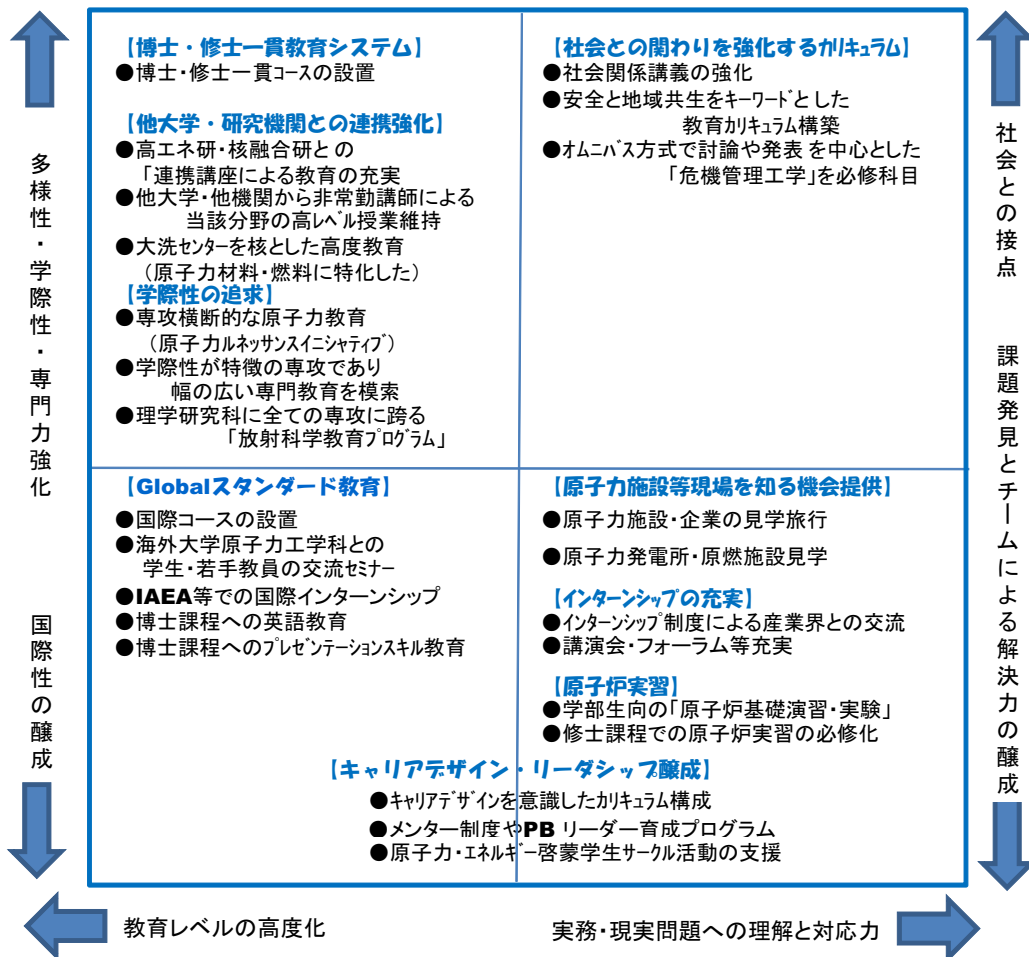 【博士・修士一貫教育システム】
●博士・修士一貫コースの設置
【他大学・研究機関との連携強化】
●高エネ研・核融合研との
「連携講座による教育の充実
●他大学・他機関から非常勤講師による
当該分野の高レベル授業維持
●大洗センターを核とした高度教育
（原子力材料・燃料に特化した）
【学際性の追求】
●専攻横断的な原子力教育
（原子力ルネッサンスイニシャティブ）
●学際性が特徴の専攻であり
幅の広い専門教育を模索
●理学研究科に全ての専攻に跨る
「放射科学教育プログラム」
【社会との関わりを強化するカリキュラム】
●社会関係講義の強化
●安全と地域共生をキーワードとした
教育カリキュラム構築
●オムニバス方式で討論や発表を中心とした
「危機管理工学」を必修科目
【Globalスタンダード教育】
●国際コースの設置
●海外大学原子力工学科との
学生・若手教員の交流セミナー
●IAEA等での国際インターンシップ
●博士課程への英語教育
●博士課程へのプレゼンテーションスキル教育
【原子力施設等現場を知る機会提供】
●原子力施設・企業の見学旅行
●原子力発電所・原燃施設見学
【インターンシップの充実】
●インターンシップ制度による産業界との交流
●講演会・フォーラム等充実
【原子炉実習】
●学部生向の「原子炉基礎演習・実験」
●修士課程での原子炉実習の必修化
【キャリアデザイン・リーダシップ醸成】
●キャリアデザインを意識したカリキュラム構成
●メンター制度やPBリーダー育成プログラム
●原子力・エネルギー啓蒙学生サークル活動の支援
多様性・学際性・専門力強化
国際性の醸成
社会との接点
課題発見とチームによる解決力の醸成
教育レベルの高度化
実務・現実問題への理解と対応力